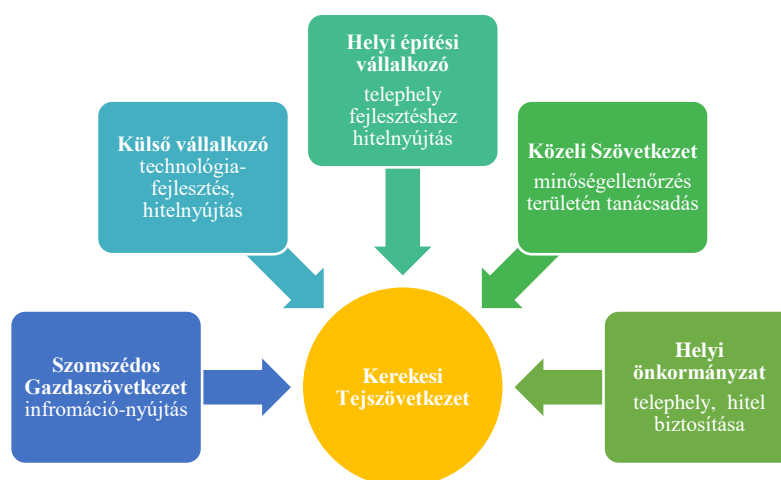 Helyi építési
vállalkozó
telephely
fejlesztéshez
hitelnyújtás
Külső vállalkozó
technológia-
fejlesztés,
hitelnyújtás
Közeli Szövetkezet
minőségellenőrzés
területén tanácsadás
Szomszédos
Gazdaszövetkezet
infromáció-nyújtás
Kerekesi
Tejszövetkezet
Helyi
önkormányzat
telephely, hitel
biztosítása